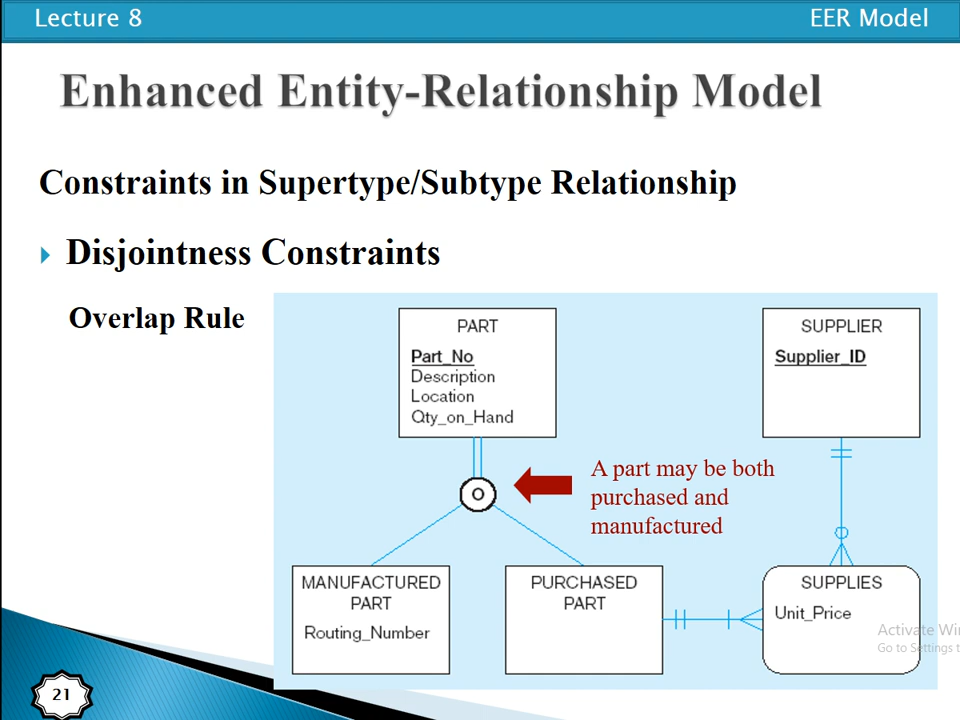 Lecture 8
EER Model
Enhanced Entity-Relationship Model
Constraints in Supertype/Subtype Relationship
Disjointness Constraints
Overlap Rule
PART
Part_No
Description
Location
Qty_on_Hand
SUPPLIER
Supplier_ID
O
A part may be both
purchased and
manufactured
MANUFACTURED
PART
Routing_Number
PURCHASED
PART
SUPPLIES
Unit_Price
Activate Win
Go to Settings t
21